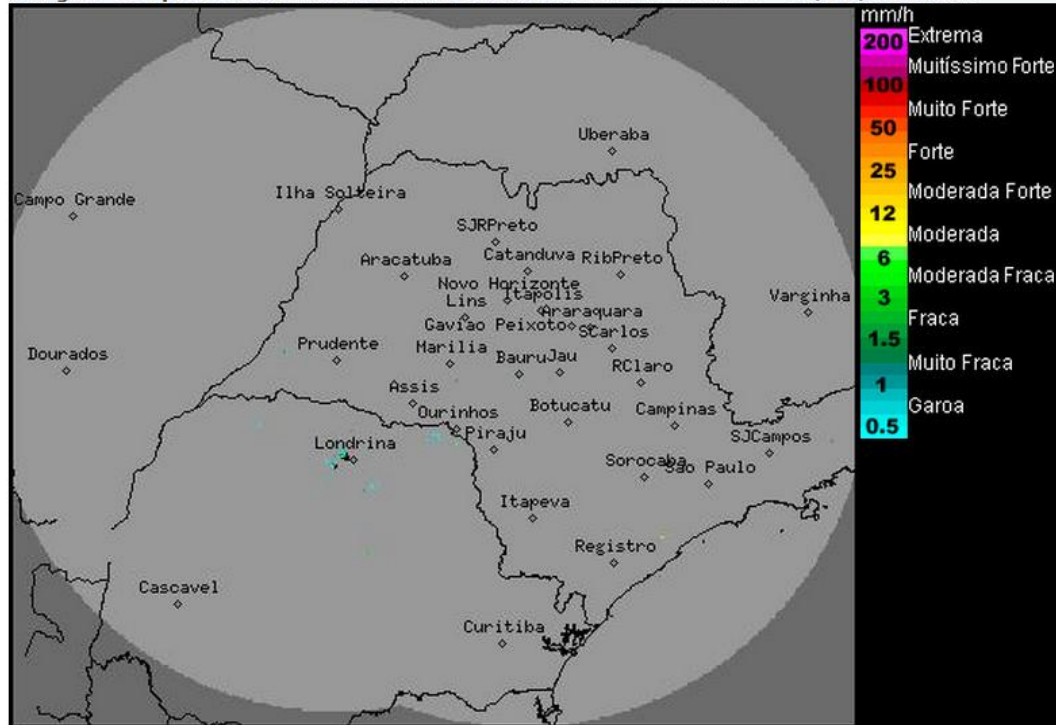 mm/h
200 Extrema
Muitíssimo Forte
100
Muito Forte
50
Forte
25
Moderada Forte
12
Moderada
6
Moderada Fraca
3
Fraca
1.5
Muito Fraca
1
Garoa
0.5
Uberaba
Campo Grande
Ilha Solteira
SJRPreto
Catanduva
RibPreto
Aracatuba
Novo Horizonte
Itapolis
Lins
Araraquara
Varginha
Gaviao Peixoto
SCarlos
Prudente
Marilia
Bauru
Jau
RClaro
Dourados
Assis
Ourinhos
Botucatu
Campinas
Londrina
Piraju
SJCampos
Sorocaba
Sao Paulo
Itapeva
Registro
Cascavel
Curitiba